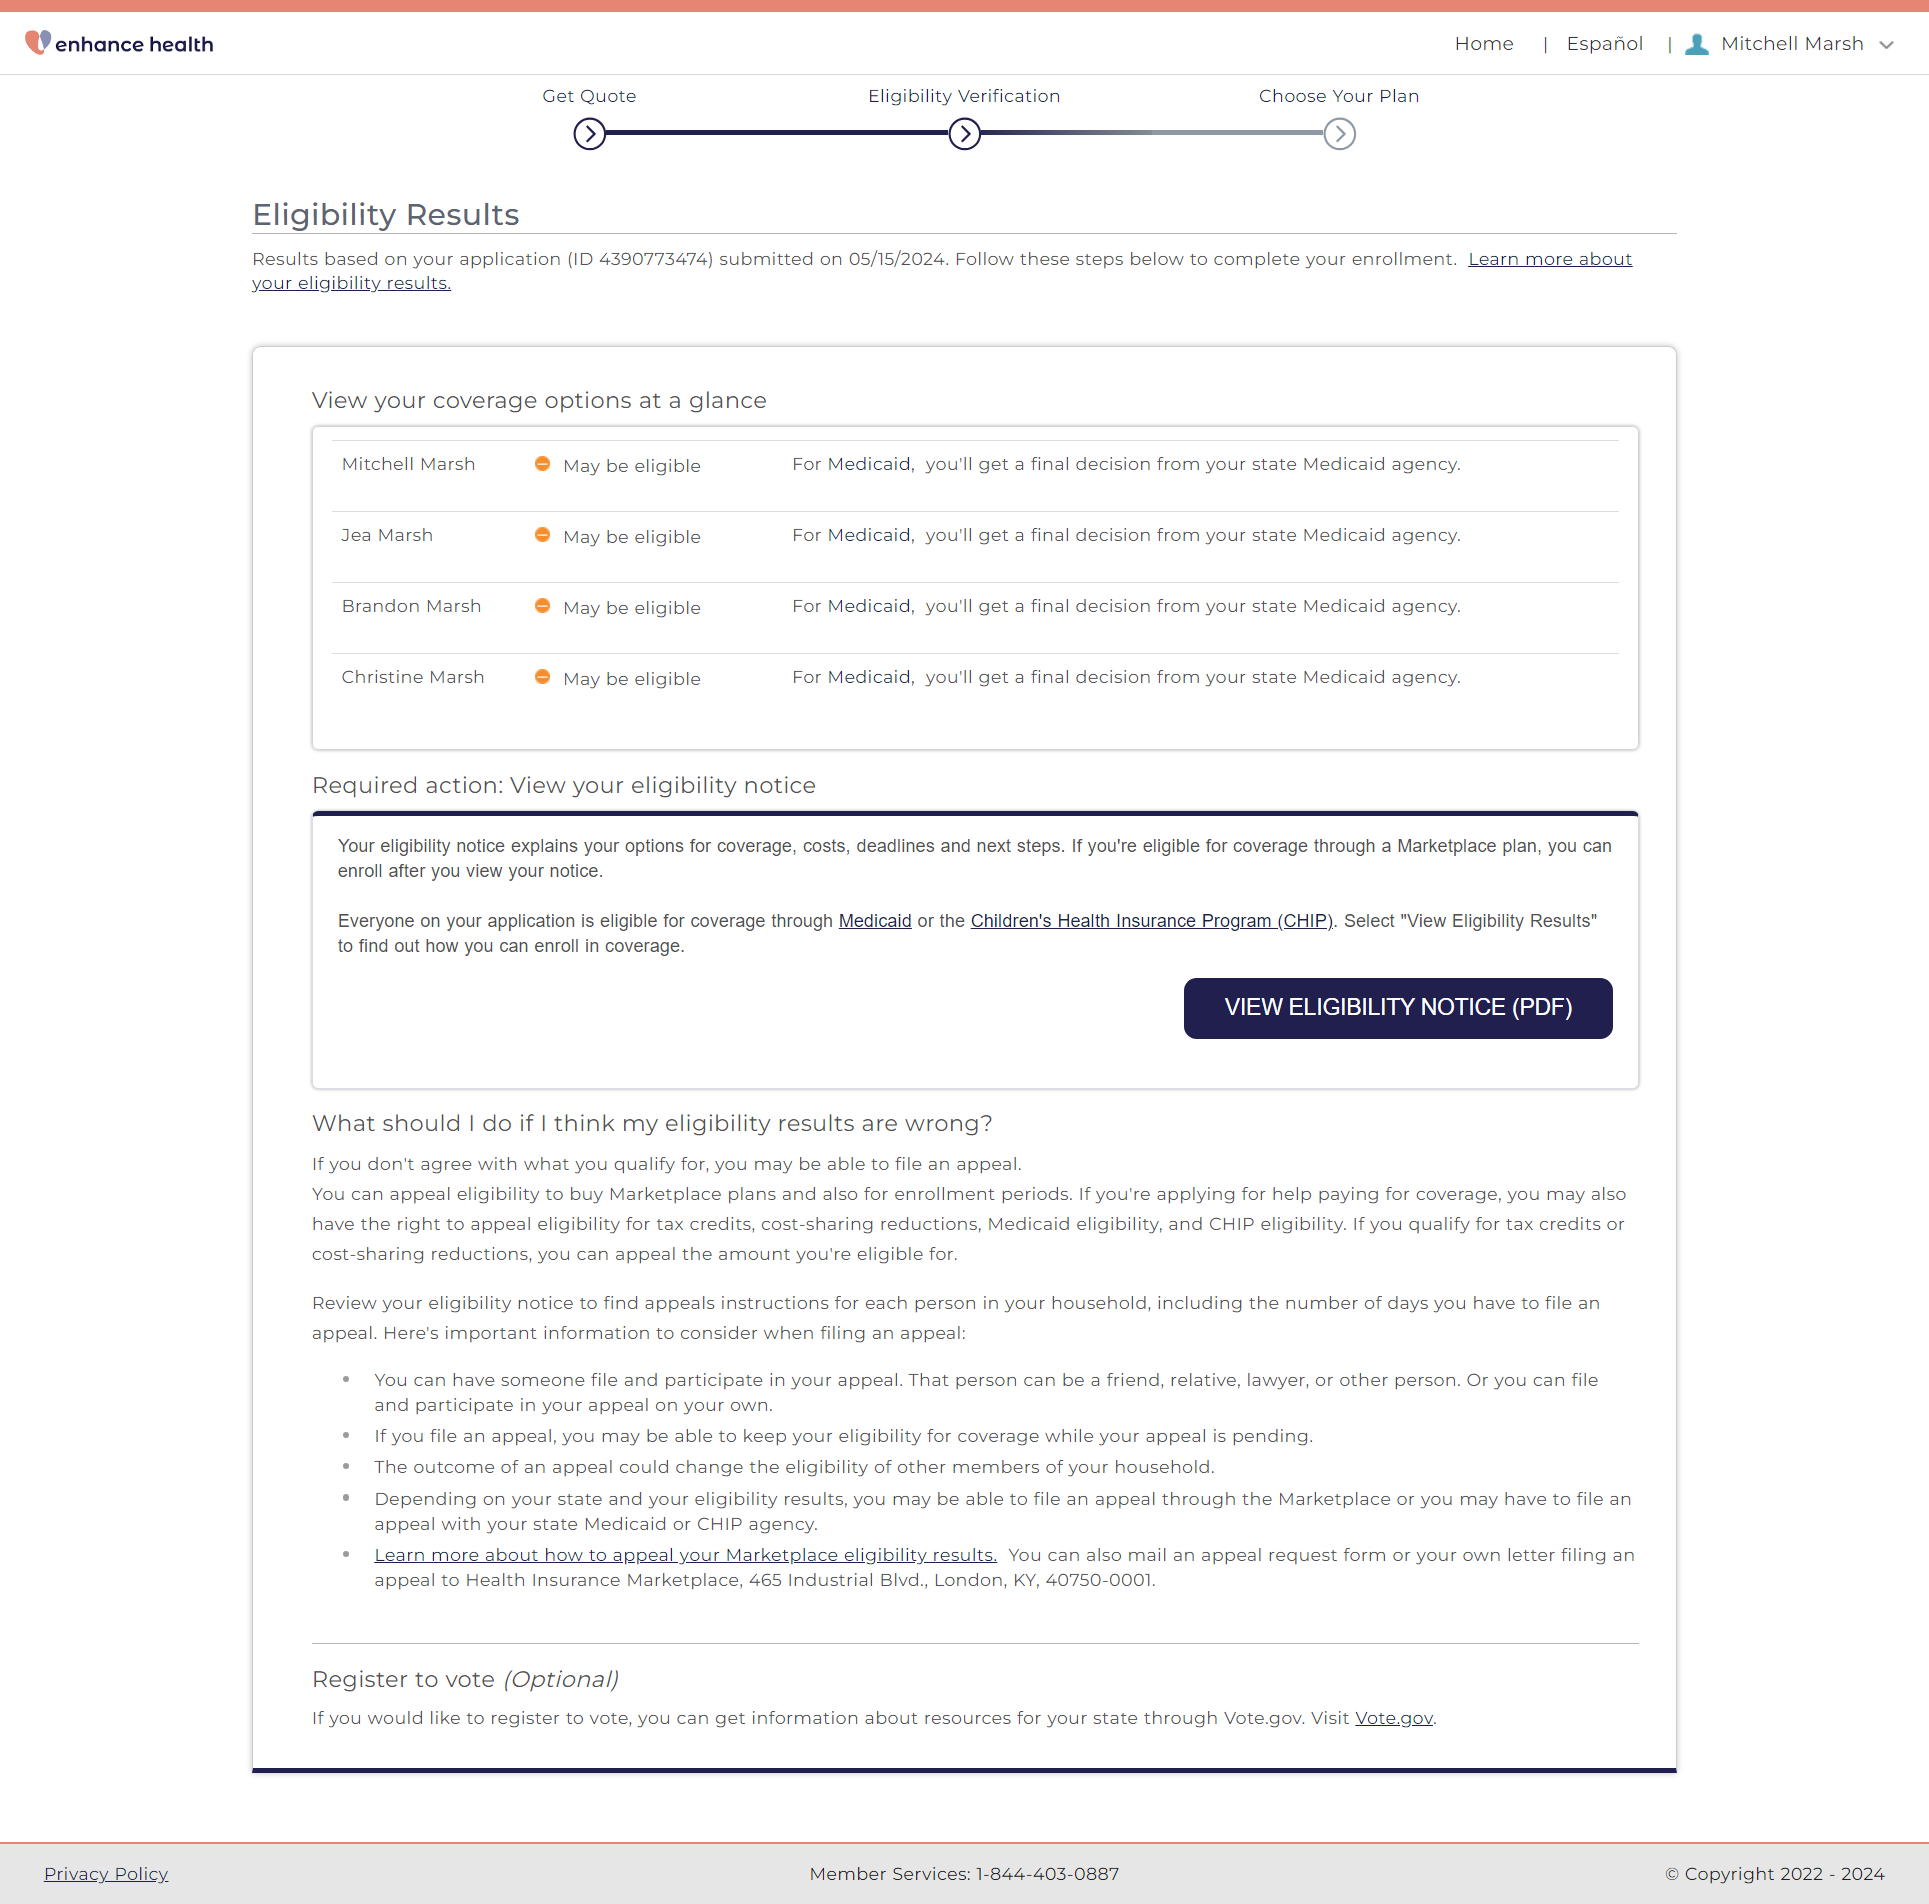 enhance health
Home | Español | Mitchell Marsh
Get Quote Eligibility Verification Choose Your Plan
Eligibility Results
Results based on your application (ID 4390773474) submitted on 05/15/2024. Follow these steps below to complete your enrollment. Learn more about
your eligibility results.
View your coverage options at a glance
Mitchell Marsh May be eligible For Medicaid, you'll get a final decision from your state Medicaid agency.
Jea Marsh May be eligible For Medicaid, you'll get a final decision from your state Medicaid agency.
Brandon Marsh May be eligible For Medicaid, you'll get a final decision from your state Medicaid agency.
Christine Marsh May be eligible For Medicaid, you'll get a final decision from your state Medicaid agency.
Required action: View your eligibility notice
Your eligibility notice explains your options for coverage, costs, deadlines and next steps. If you're eligible for coverage through a Marketplace plan, you can
enroll after you view your notice.
Everyone on your application is eligible for coverage through Medicaid or the Children's Health Insurance Program (CHIP). Select "View Eligibility Results"
to find out how you can enroll in coverage.
VIEW ELIGIBILITY NOTICE (PDF)
What should I do if I think my eligibility results are wrong?
If you don't agree with what you qualify for, you may be able to file an appeal.
You can appeal eligibility to buy Marketplace plans and also for enrollment periods. If you're applying for help paying for coverage, you may also
have the right to appeal eligibility for tax credits, cost-sharing reductions, Medicaid eligibility, and CHIP eligibility. If you qualify for tax credits or
cost-sharing reductions, you can appeal the amount you're eligible for.
Review your eligibility notice to find appeals instructions for each person in your household, including the number of days you have to file an
appeal. Here's important information to consider when filing an appeal:
• You can have someone file and participate in your appeal. That person can be a friend, relative, lawyer, or other person. Or you can file
and participate in your appeal on your own.
• If you file an appeal, you may be able to keep your eligibility for coverage while your appeal is pending.
• The outcome of an appeal could change the eligibility of other members of your household.
• Depending on your state and your eligibility results, you may be able to file an appeal through the Marketplace or you may have to file an
appeal with your state Medicaid or CHIP agency.
• Learn more about how to appeal your Marketplace eligibility results. You can also mail an appeal request form or your own letter filing an
appeal to Health Insurance Marketplace, 465 Industrial Blvd., London, KY, 40750-0001.
Register to vote (Optional)
If you would like to register to vote, you can get information about resources for your state through Vote.gov. Visit Vote.gov.
Privacy Policy Member Services: 1-844-403-0887 © Copyright 2022 - 2024